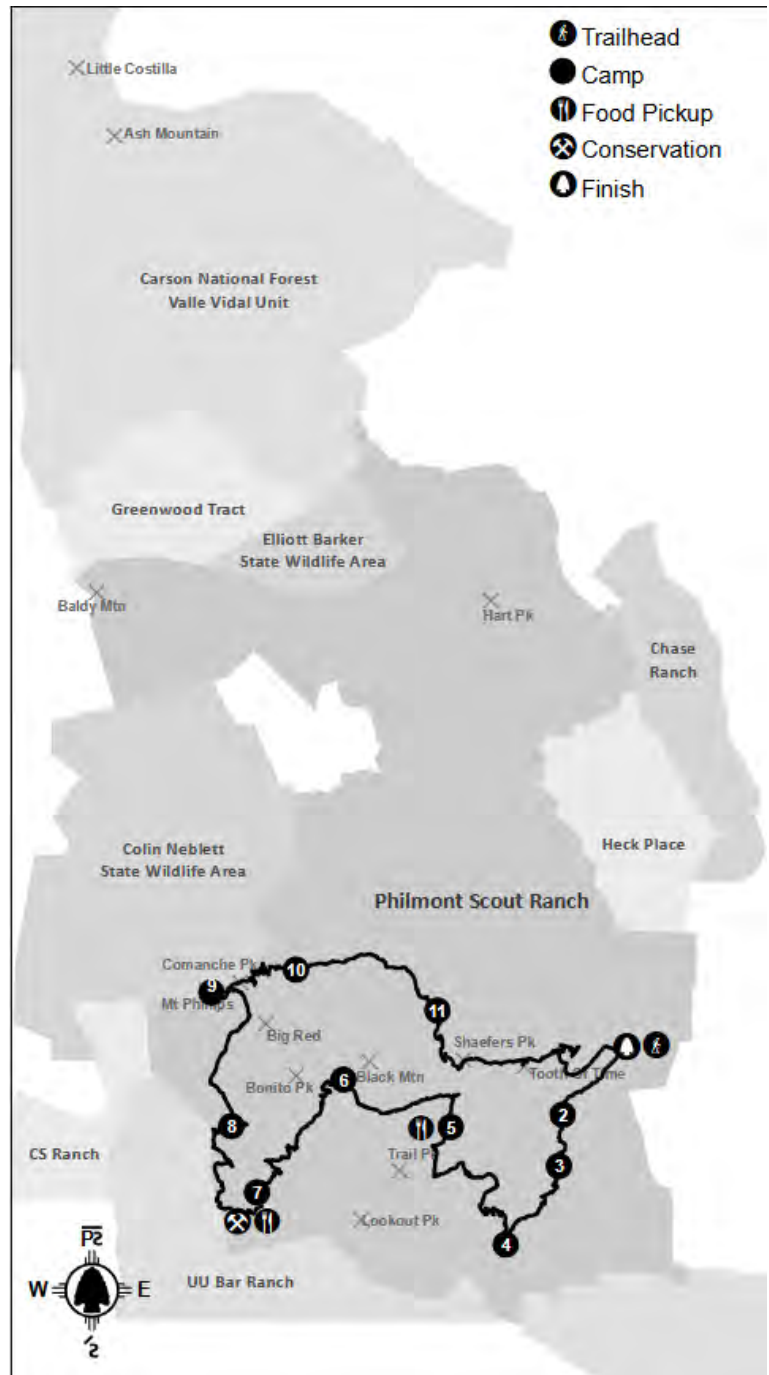 Trailhead
Camp
Food Pickup
Conservation
Finish
Little Costilla
Ash Mountain
Carson National Forest
Valle Vidal Unit
Greenwood Tract
Elliott Barker
State Wildlife Area
Baldy Mtn
Hart Pk
Chase
Ranch
Heck Place
Colin Neblett
State Wildlife Area
Philmont Scout Ranch
Comanche Pk
10
9
Mt Phillips
11
Big Red
Shaefers Pk
Tooth Of Time
Black Mtn
6
Bonito Pk
2
8
5
CS Ranch
Trail Pk
3
7
Lookout Pk
4
UU Bar Ranch
W
E